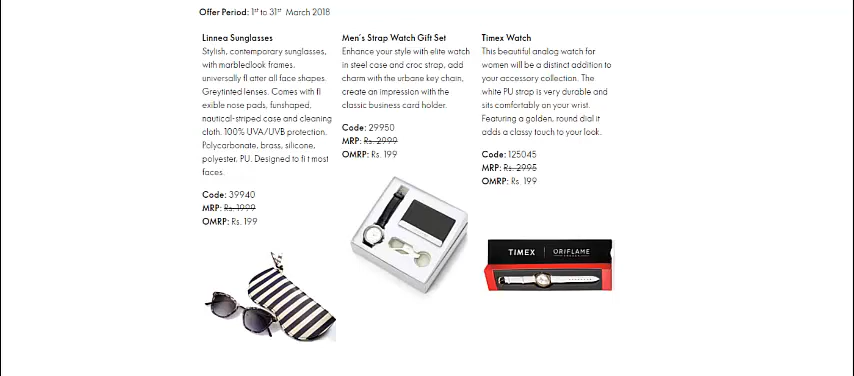 Offer Period: 1st to 31st March 2018
Linnea Sunglasses
Stylish, contemporary sunglasses,
with marbledlook frames.
universally fl atter all face shapes.
Greytinted lenses. Comes with fl
exible nose pads, funshaped,
nautical-striped case and cleaning
cloth. 100% UVA/UVB protection.
Polycarbonate, brass, silicone,
polyester, PU. Designed to fi t most
faces.
Code: 39940
MRP: Rs. 1999
OMRP: Rs. 199
Men's Strap Watch Gift Set
Enhance your style with elite watch
in steel case and croc strap, add
charm with the urbane key chain,
create an impression with the
classic business card holder.
Code: 29950
MRP: Rs. 2999
OMRP: Rs. 199
Timex Watch
This beautiful analog watch for
women will be a distinct addition to
your accessory collection. The
white PU strap is very durable and
sits comfortably on your wrist.
Featuring a golden, round dial it
adds a classy touch to your look.
Code: 125045
MRP: Rs. 2995
OMRP: Rs. 199
TIMEX | ORIFLAME